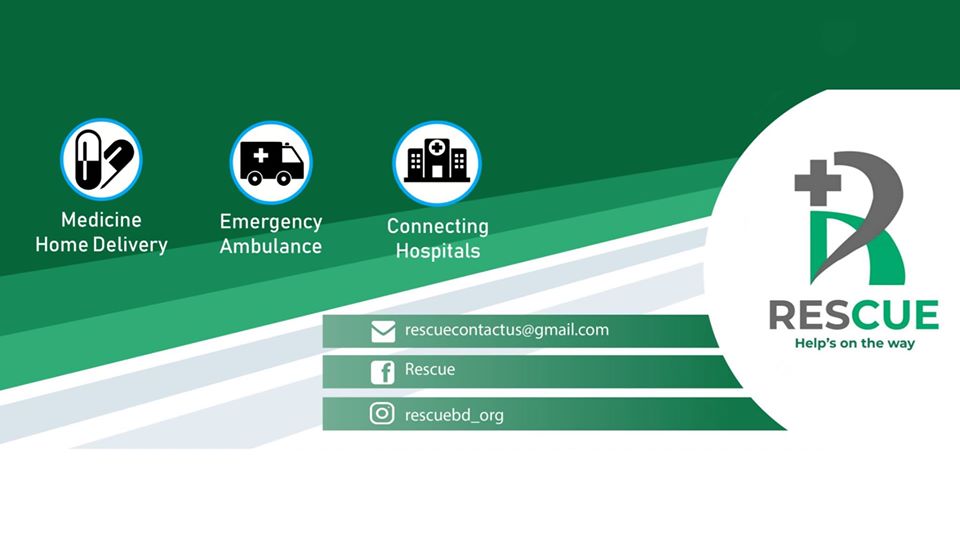 Medicine
Home Delivery
Emergency
Ambulance
Connecting
Hospitals
rescuecontactus@gmail.com
Rescue
rescuebd_org
RESCUE
Help's on the way